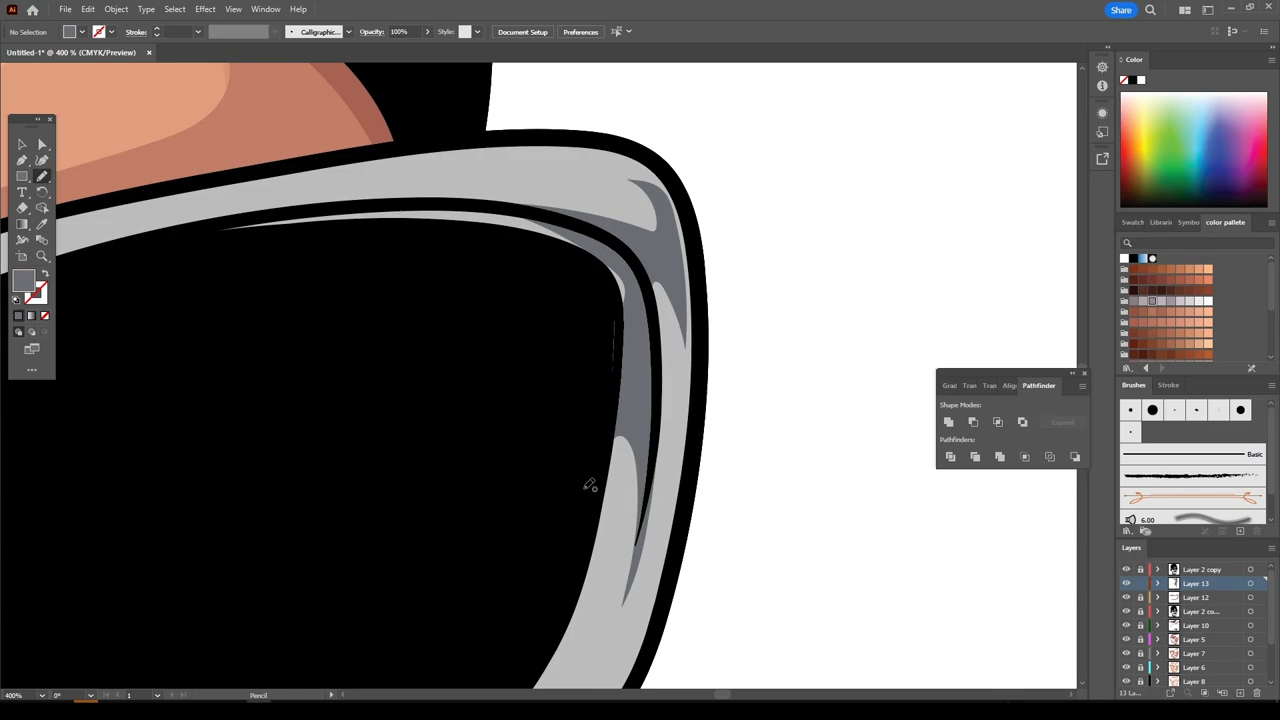 Ai File Edit Object Type Select Effect View Window Help Share
No Selection Stroke: Calligraphic... Opacity: 100% Style: Document Setup Preferences
Untitled-1* @ 400 % (CMYK/Preview) ×
Color
Swatch Librarie Symbo color pallete
Grad Tran Tran Alig Pathfinder
Shape Modes:
Expand
Pathfinders:
Brushes Stroke
Basic
6.00
Layers
Layer 2 copy
Layer 13
Layer 12
Layer 2 co...
Layer 10
Layer 5
Layer 7
Layer 6
Layer 8
400% 0° 1 Pencil 13 La...